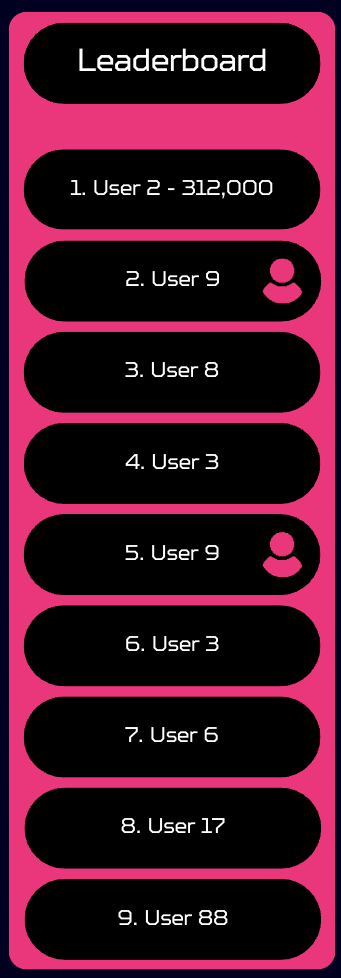 Leaderboard
1. User 2 - 312,000
2. User 9
3. User 8
4. User 3
5. User 9
6. User 3
7. User 6
8. User 17
9. User 88